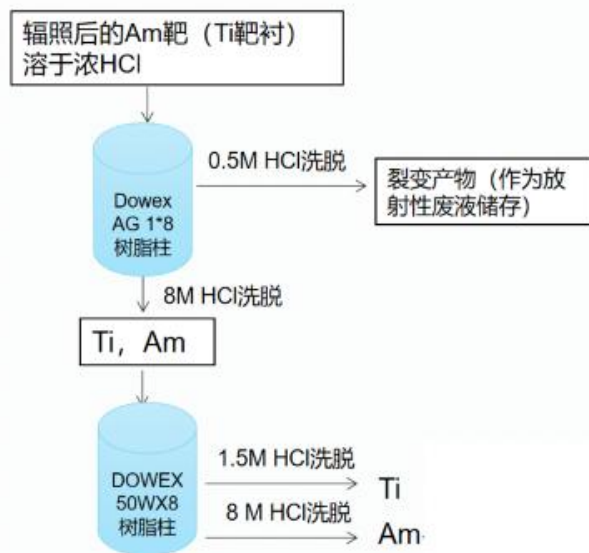 辐照后的Am靶（Ti靶衬）
溶于浓HCl
0.5M HCl洗脱
Dowex
AG 1*8
树脂柱
裂变产物（作为放
射性废液储存）
8M HCl洗脱
Ti，Am
DOWEX
50WX8
树脂柱
1.5M HCl洗脱
Ti
8 M HCl洗脱
Am